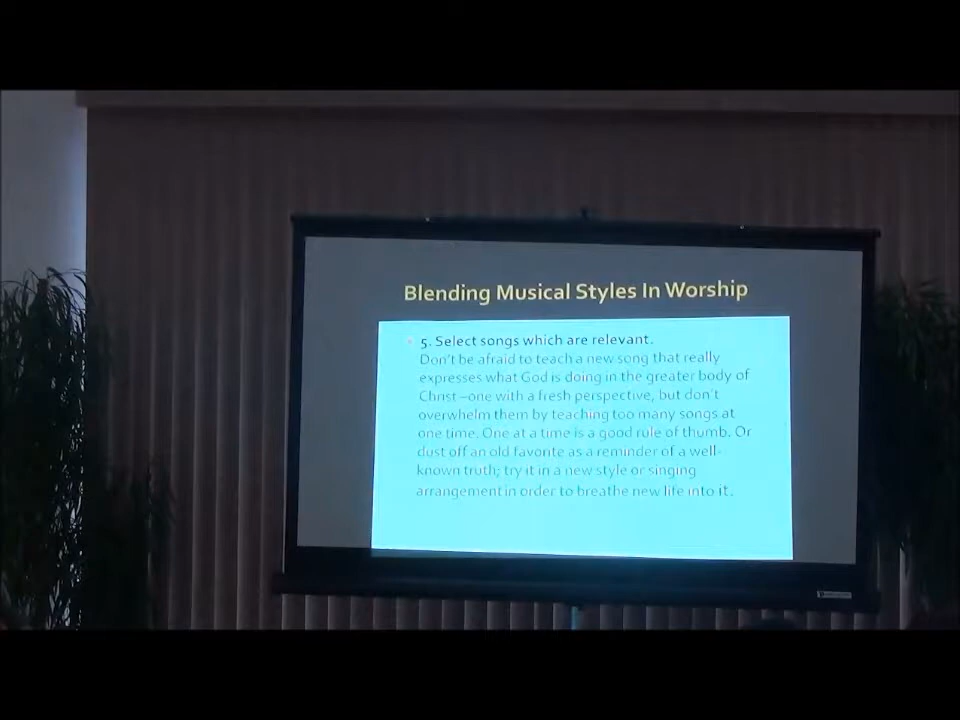 Blending Musical Styles In Worship
5. Select songs which are relevant.
Don't be afraid to teach a new song that really
expresses what God is doing in the greater body of
Christ –one with a fresh perspective, but don't
overwhelm them by teaching too many songs at
one time. One at a time is a good rule of thumb. Or
dust off an old favorite as a reminder of a well-
known truth; try it in a new style or singing
arrangement in order to breathe new life into it.